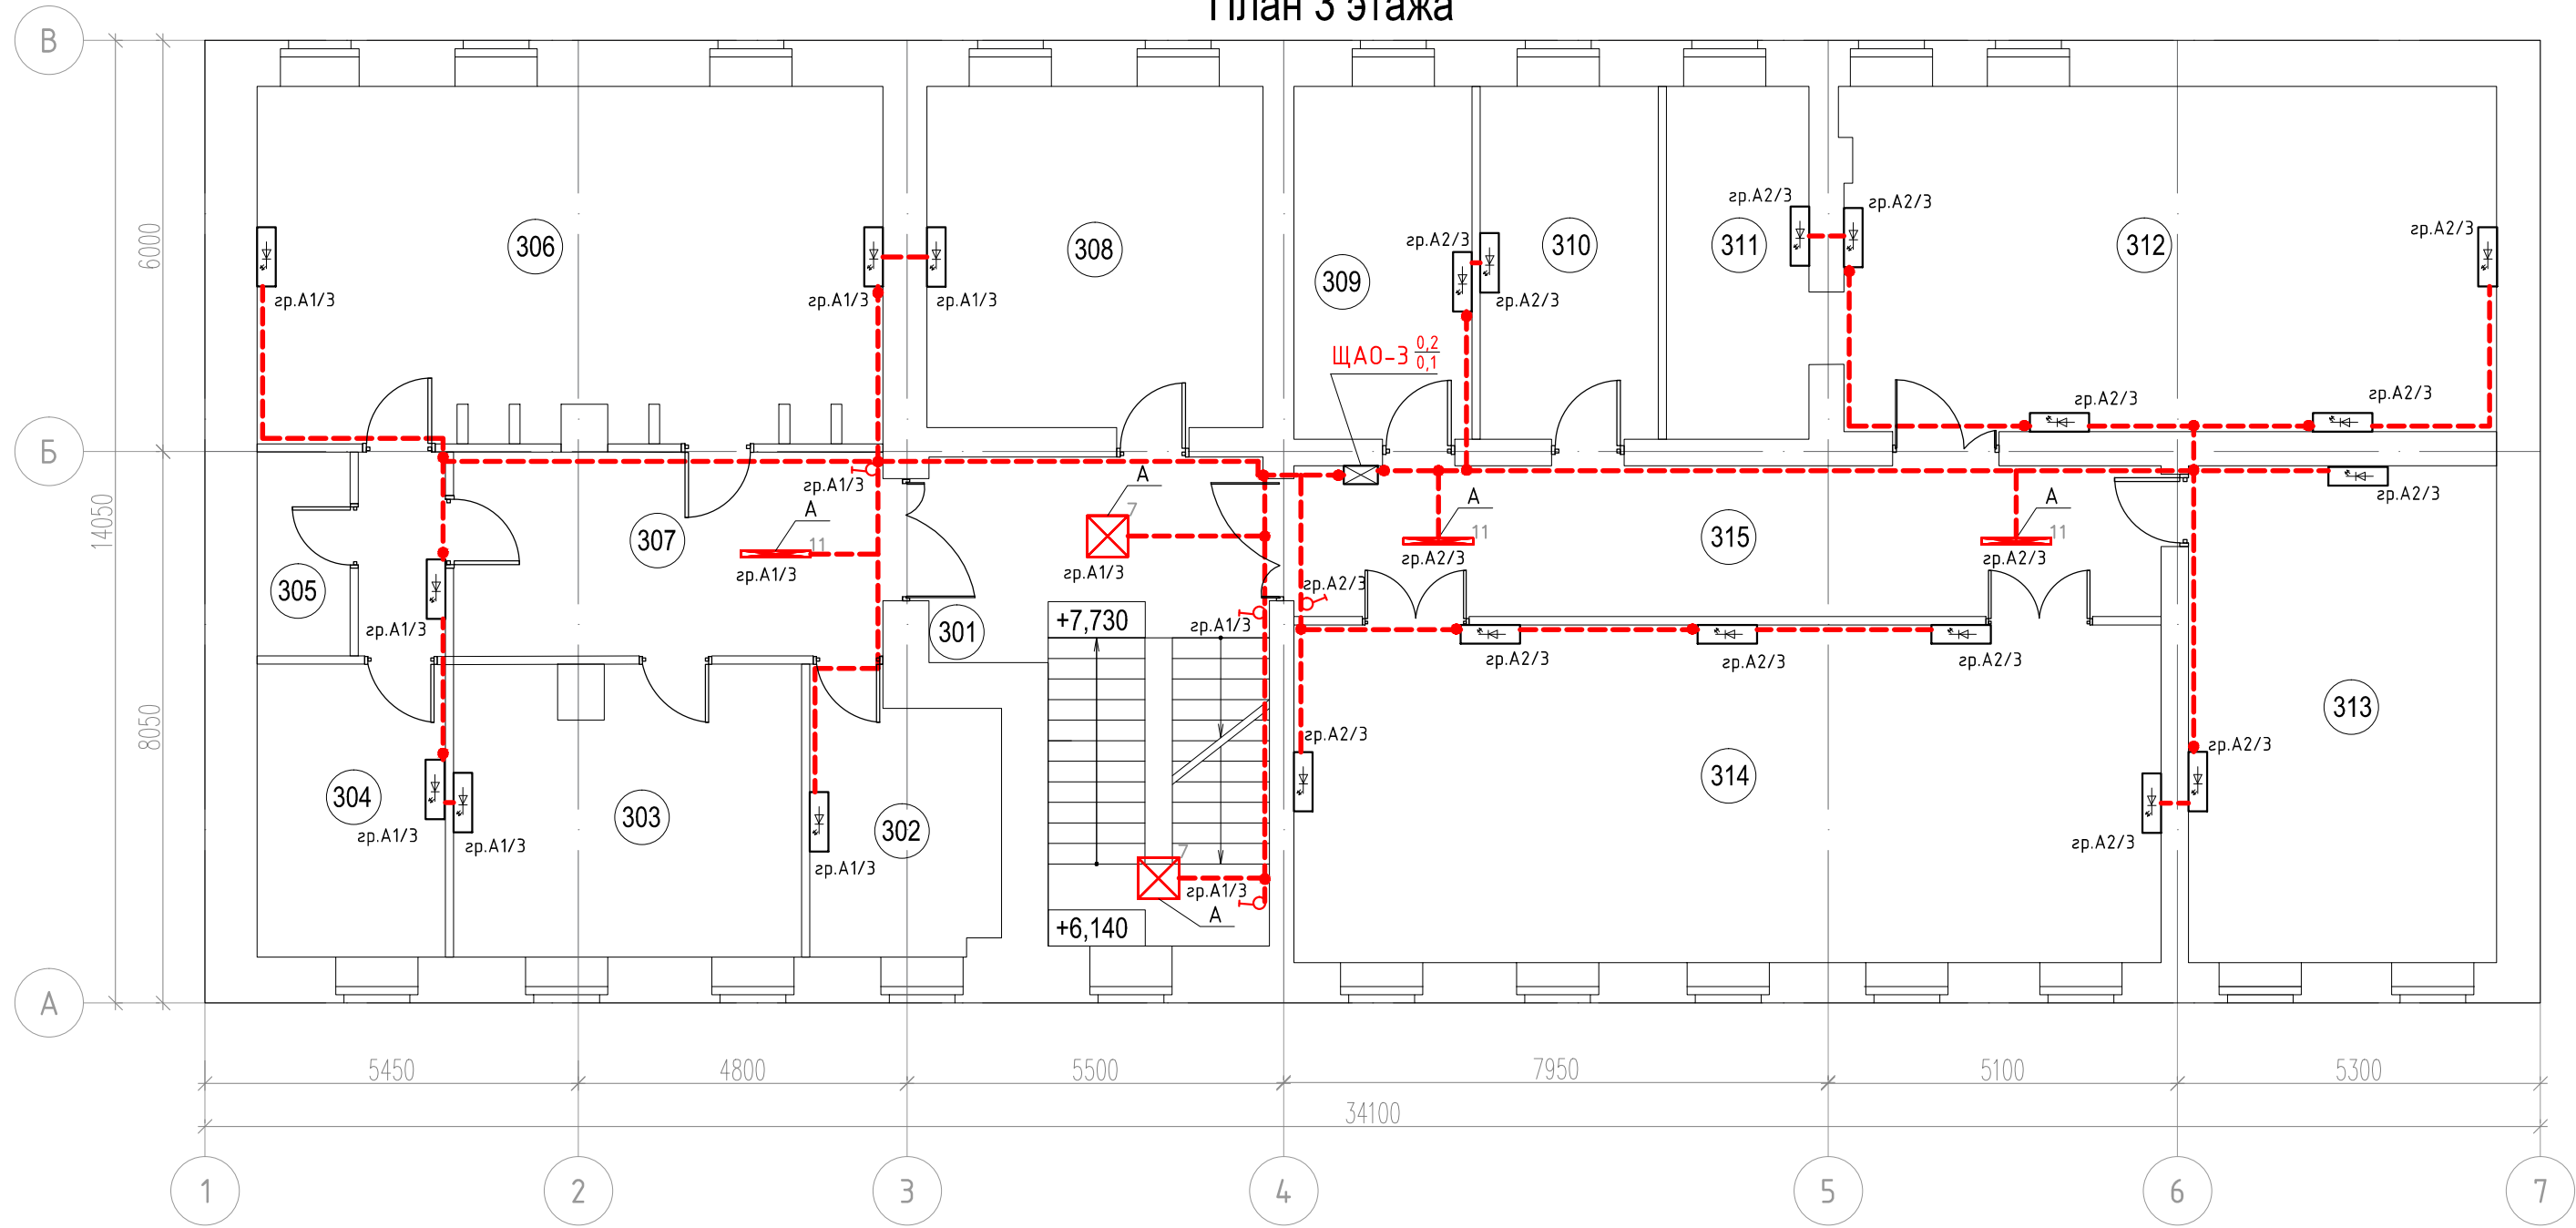 План 3 этажа
В
гр.А2/3
гр.А2/3
6000
306
308
309
гр.А2/3
310
311
312
гр.А2/3
гр.А1/3
гр.А1/3
гр.А1/3
гр.А2/3
ЩАО-3 0,2
0,1
гр.А2/3
гр.А2/3
Б
гр.А1/3
А
А
А
А
гр.А2/3
14050
7
11
11
11
307
315
гр.А1/3
гр.А1/3
гр.А2/3
гр.А2/3
305
гр.А2/3
гр.А1/3
301
+7,730
гр.А1/3
гр.А2/3
гр.А2/3
гр.А2/3
8050
313
гр.А2/3
гр.А2/3
304
303
302
314
гр.А1/3
гр.А1/3
гр.А1/3
7
гр.А1/3
гр.А2/3
А
+6,140
А
5450
4800
5500
7950
5100
5300
34100
1
2
3
4
5
6
7